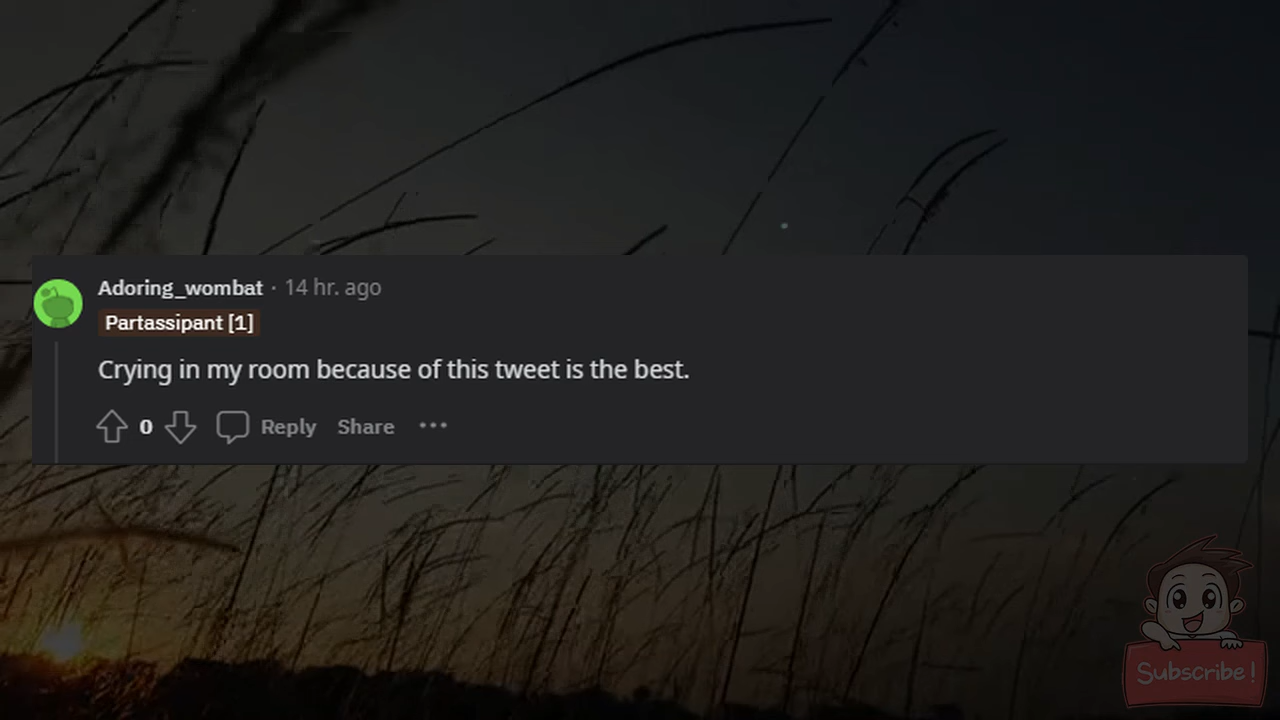 Adoring_wombat · 14 hr. ago
Partassipant [1]
Crying in my room because of this tweet is the best.
0 Reply Share ···
Subscribe!